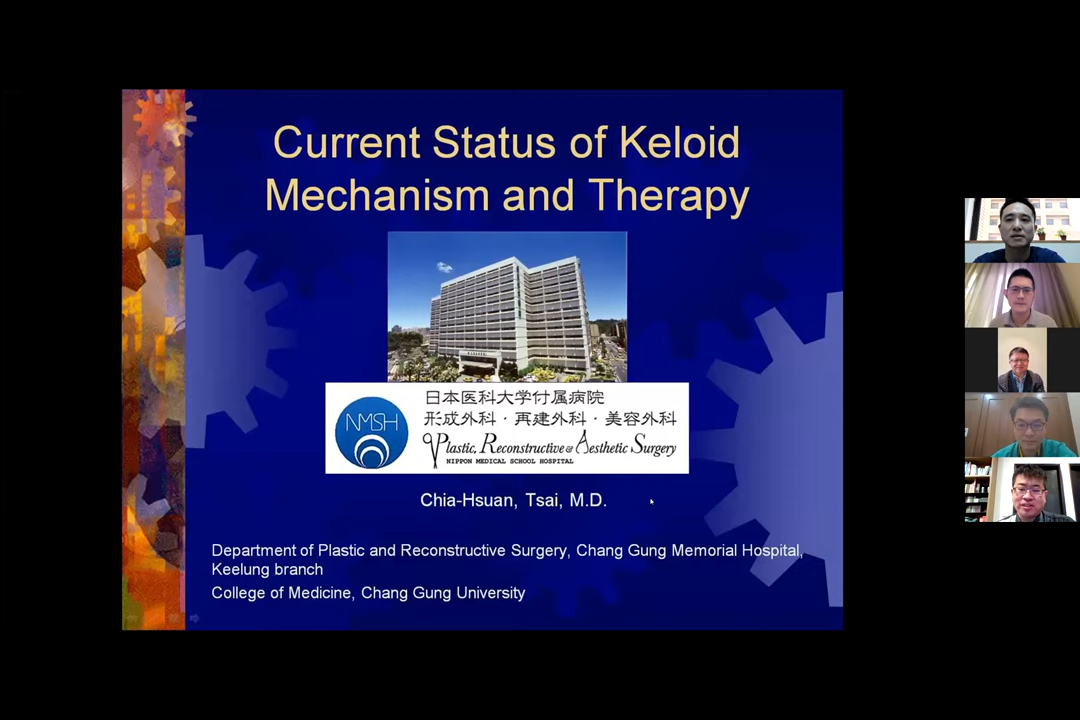 Current Status of Keloid
Mechanism and Therapy
NMSH
日本医科大学付属病院
形成外科・再建外科・美容外科
Plastic, Reconstructive & Aesthetic Surgery
NIPPON MEDICAL SCHOOL HOSPITAL
Chia-Hsuan, Tsai, M.D.
Department of Plastic and Reconstructive Surgery, Chang Gung Memorial Hospital,
Keelung branch
College of Medicine, Chang Gung University